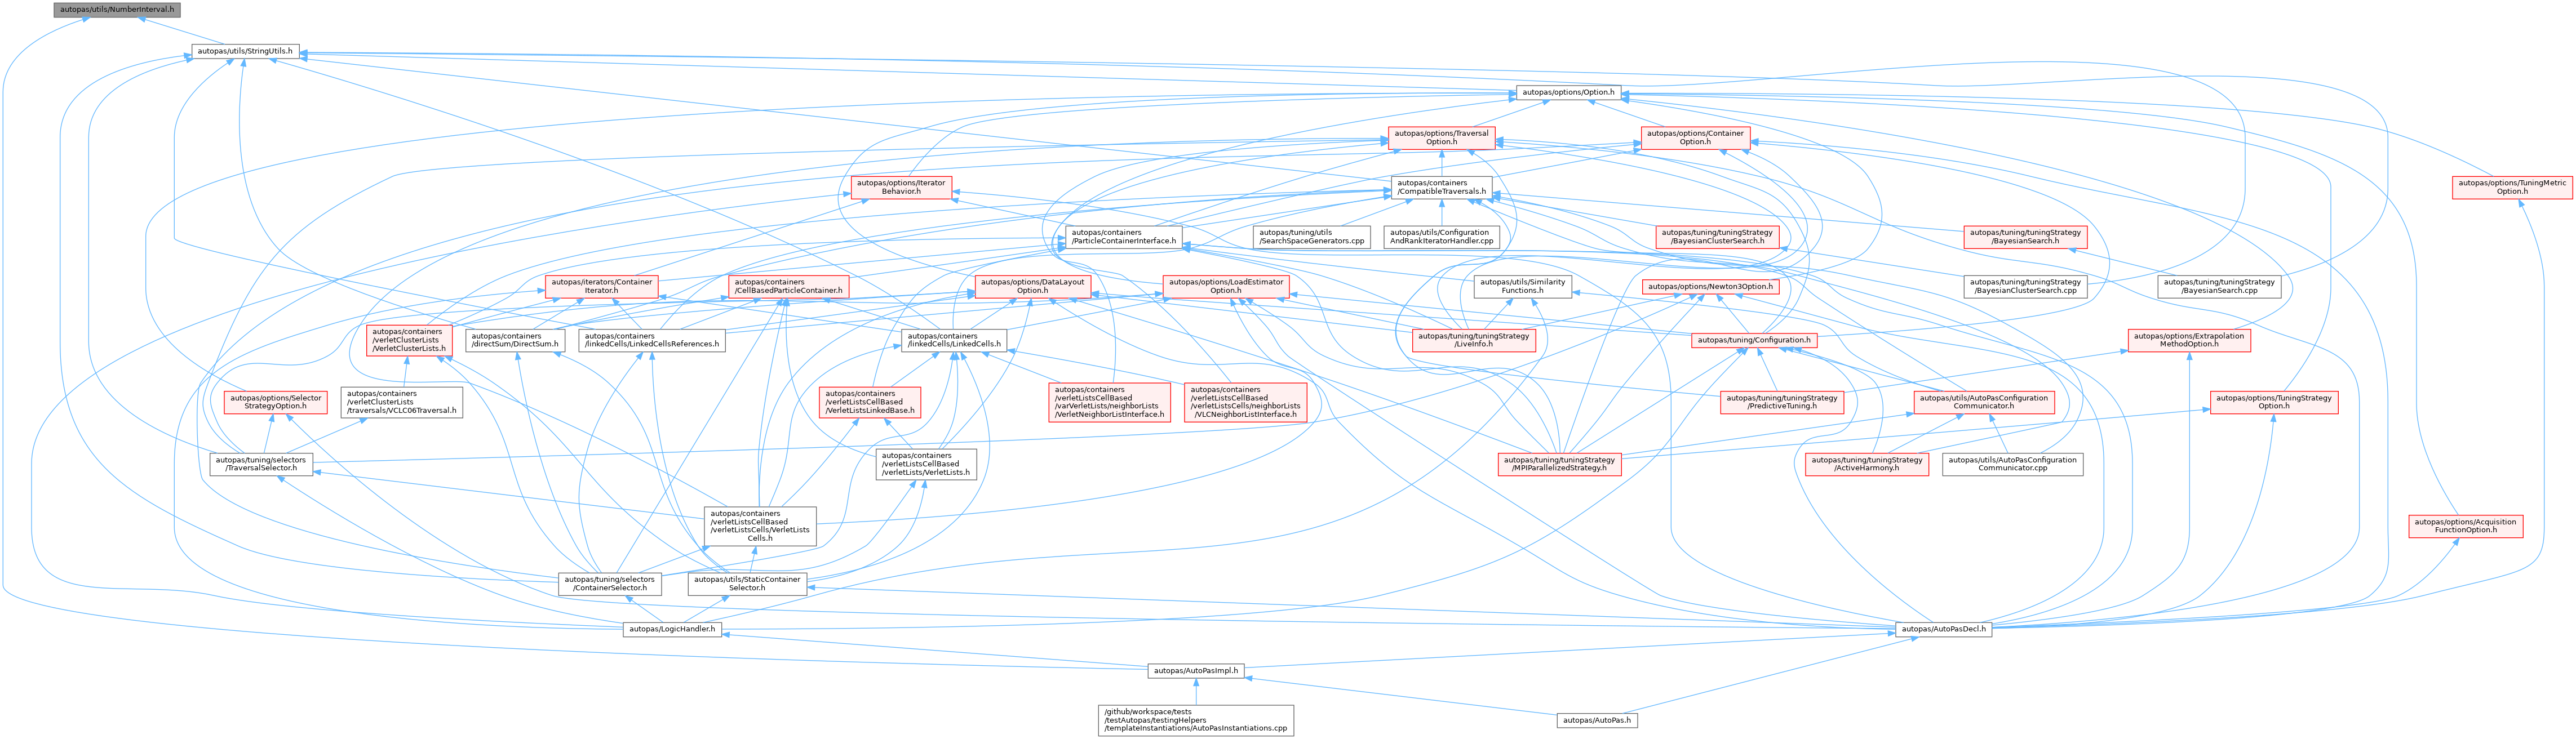 autopas/utils/NumberInterval.h
autopas/utils/StringUtils.h
autopas/options/Option.h
autopas/options/Traversal
Option.h
autopas/options/Container
Option.h
autopas/options/Iterator
Behavior.h
autopas/containers
/CompatibleTraversals.h
autopas/options/TuningMetric
Option.h
autopas/containers
/ParticleContainerInterface.h
autopas/tuning/utils
/SearchSpaceGenerators.cpp
autopas/utils/Configuration
AndRankIteratorHandler.cpp
autopas/tuning/tuningStrategy
/BayesianClusterSearch.h
autopas/tuning/tuningStrategy
/BayesianSearch.h
autopas/iterators/Container
Iterator.h
autopas/containers
/CellBasedParticleContainer.h
autopas/options/DataLayout
Option.h
autopas/options/LoadEstimator
Option.h
autopas/utils/Similarity
Functions.h
autopas/options/Newton3Option.h
autopas/tuning/tuningStrategy
/BayesianClusterSearch.cpp
autopas/tuning/tuningStrategy
/BayesianSearch.cpp
autopas/containers
/verletClusterLists
/VerletClusterLists.h
autopas/containers
/directSum/DirectSum.h
autopas/containers
/linkedCells/LinkedCellsReferences.h
autopas/containers
/linkedCells/LinkedCells.h
autopas/tuning/tuningStrategy
/LiveInfo.h
autopas/tuning/Configuration.h
autopas/options/Extrapolation
MethodOption.h
autopas/options/Selector
StrategyOption.h
autopas/containers
/verletClusterLists
/traversals/VCLC06Traversal.h
autopas/containers
/verletListsCellBased
/VerletListsLinkedBase.h
autopas/containers
/verletListsCellBased
/varVerletLists/neighborLists
/VerletNeighborListInterface.h
autopas/containers
/verletListsCellBased
/verletListsCells/neighborLists
/VLCNeighborListInterface.h
autopas/tuning/tuningStrategy
/PredictiveTuning.h
autopas/utils/AutoPasConfiguration
Communicator.h
autopas/options/TuningStrategy
Option.h
autopas/tuning/selectors
/TraversalSelector.h
autopas/containers
/verletListsCellBased
/verletLists/VerletLists.h
autopas/tuning/tuningStrategy
/MPIParallelizedStrategy.h
autopas/tuning/tuningStrategy
/ActiveHarmony.h
autopas/utils/AutoPasConfiguration
Communicator.cpp
autopas/containers
/verletListsCellBased
/verletListsCells/VerletLists
Cells.h
autopas/options/Acquisition
FunctionOption.h
autopas/tuning/selectors
/ContainerSelector.h
autopas/utils/StaticContainer
Selector.h
autopas/LogicHandler.h
autopas/AutoPasDecl.h
autopas/AutoPasImpl.h
/github/workspace/tests
/testAutopas/testingHelpers
/templateInstantiations/AutoPasInstantiations.cpp
autopas/AutoPas.h